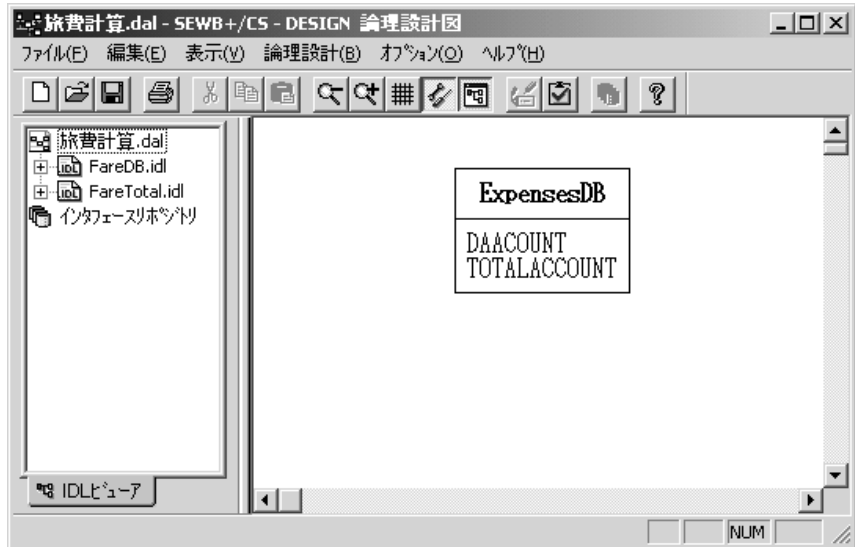 旅費計算.dal - SEWB+/CS - DESIGN 論理設計図
ファイル(F) 編集(E) 表示(V) 論理設計(B) オプション(O) ヘルプ(H)
旅費計算.dal
FareDB.idl
FareTotal.idl
インタフェースリポジトリ
ExpensesDB
DAACOUNT
TOTALACCOUNT
IDLビューア
NUM